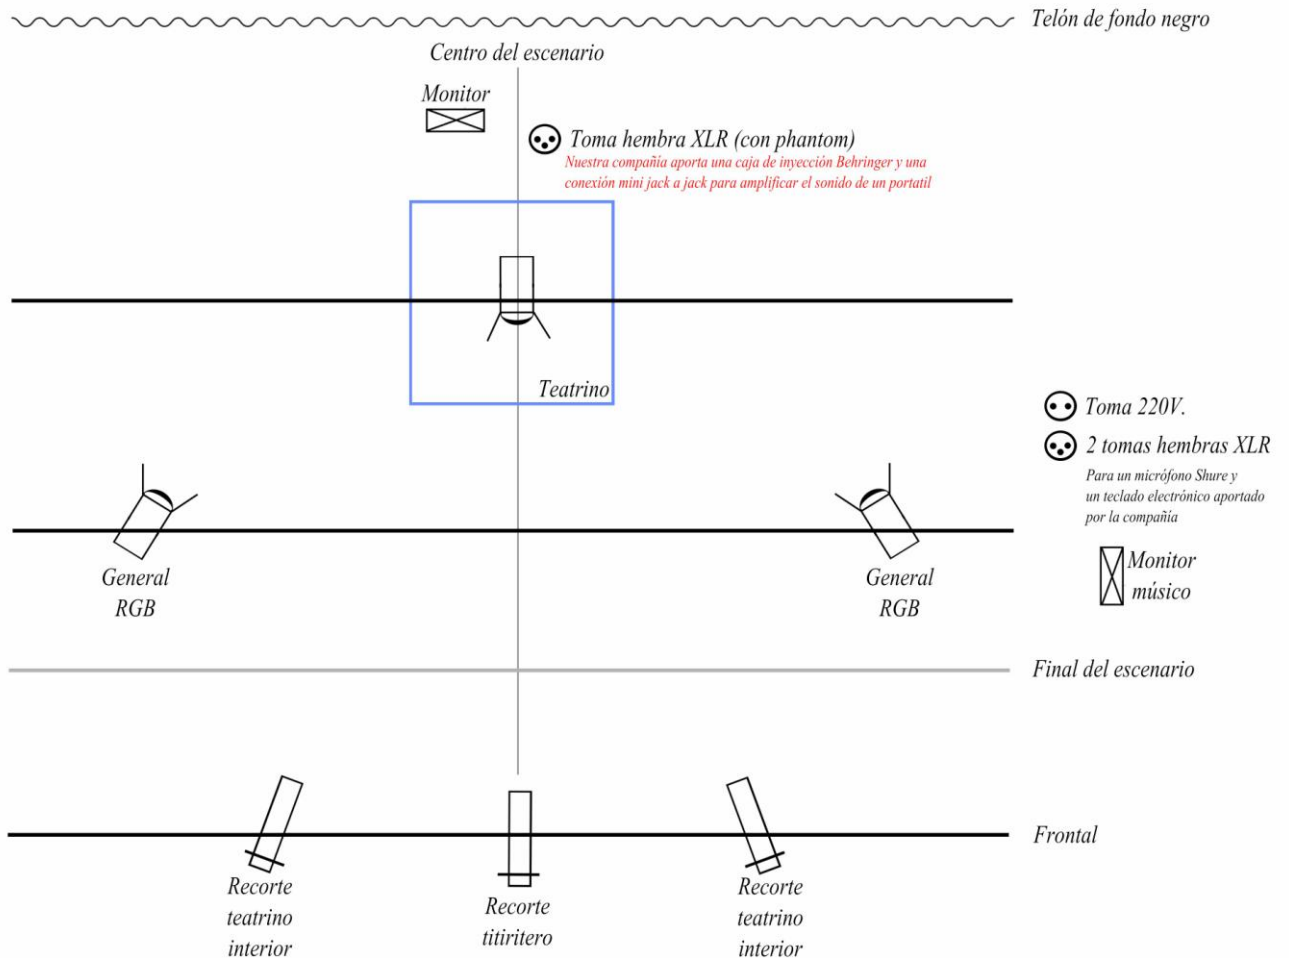 Telón de fondo negro
Centro del escenario
Monitor
Toma hembra XLR (con phantom)
Nuestra compañía aporta una caja de inyección Behringer y una
conexión mini jack a jack para amplificar el sonido de un portatil
Teatrino
Toma 220V.
2 tomas hembras XLR
Para un micrófono Shure y
un teclado electrónico aportado
por la compañía
Monitor
músico
General
RGB
General
RGB
Final del escenario
Frontal
Recorte
teatrino
interior
Recorte
titiritero
Recorte
teatrino
interior